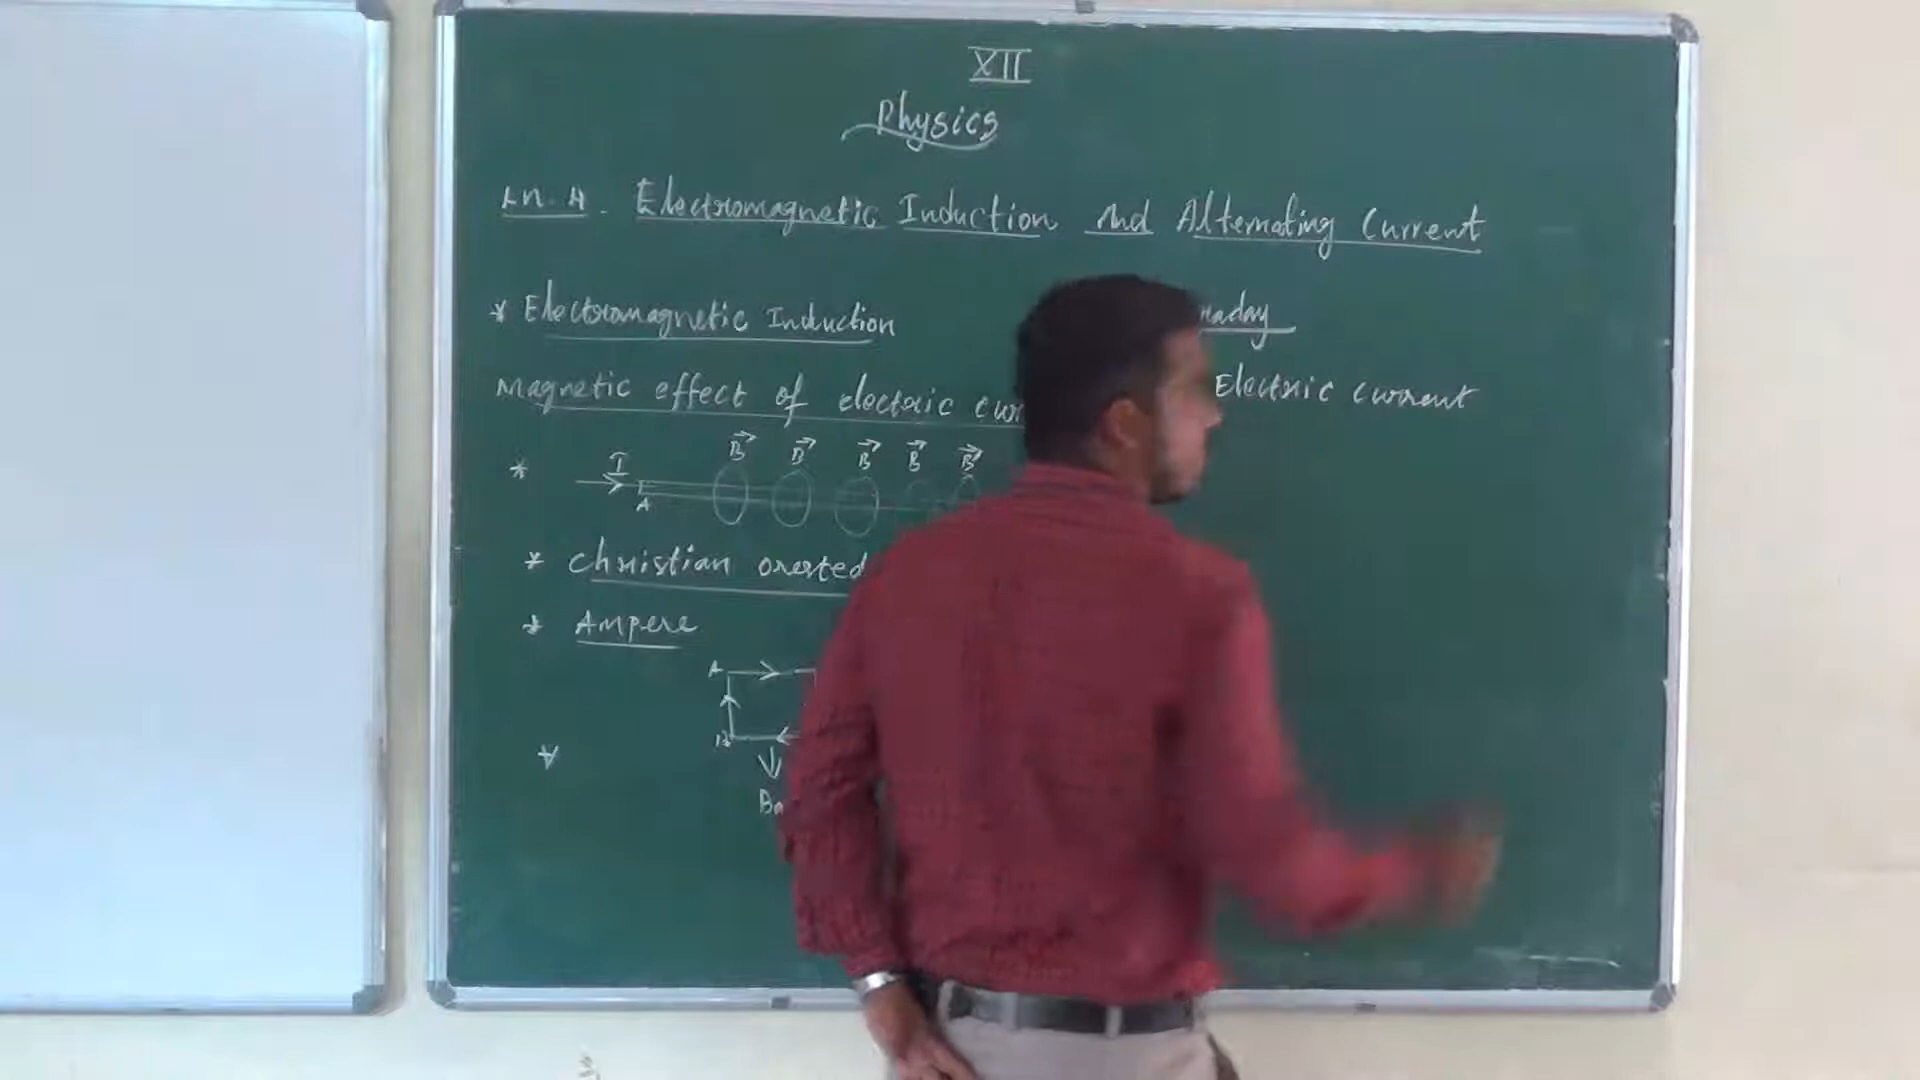 XII
Physics
Ln. 4. Electromagnetic Induction And Alternating Current
* Electromagnetic Induction
raday
Magnetic effect of electric cur
Electric current
B B B B B
* I
A
* Christian orested
* Ampere
A
B
*
Ba